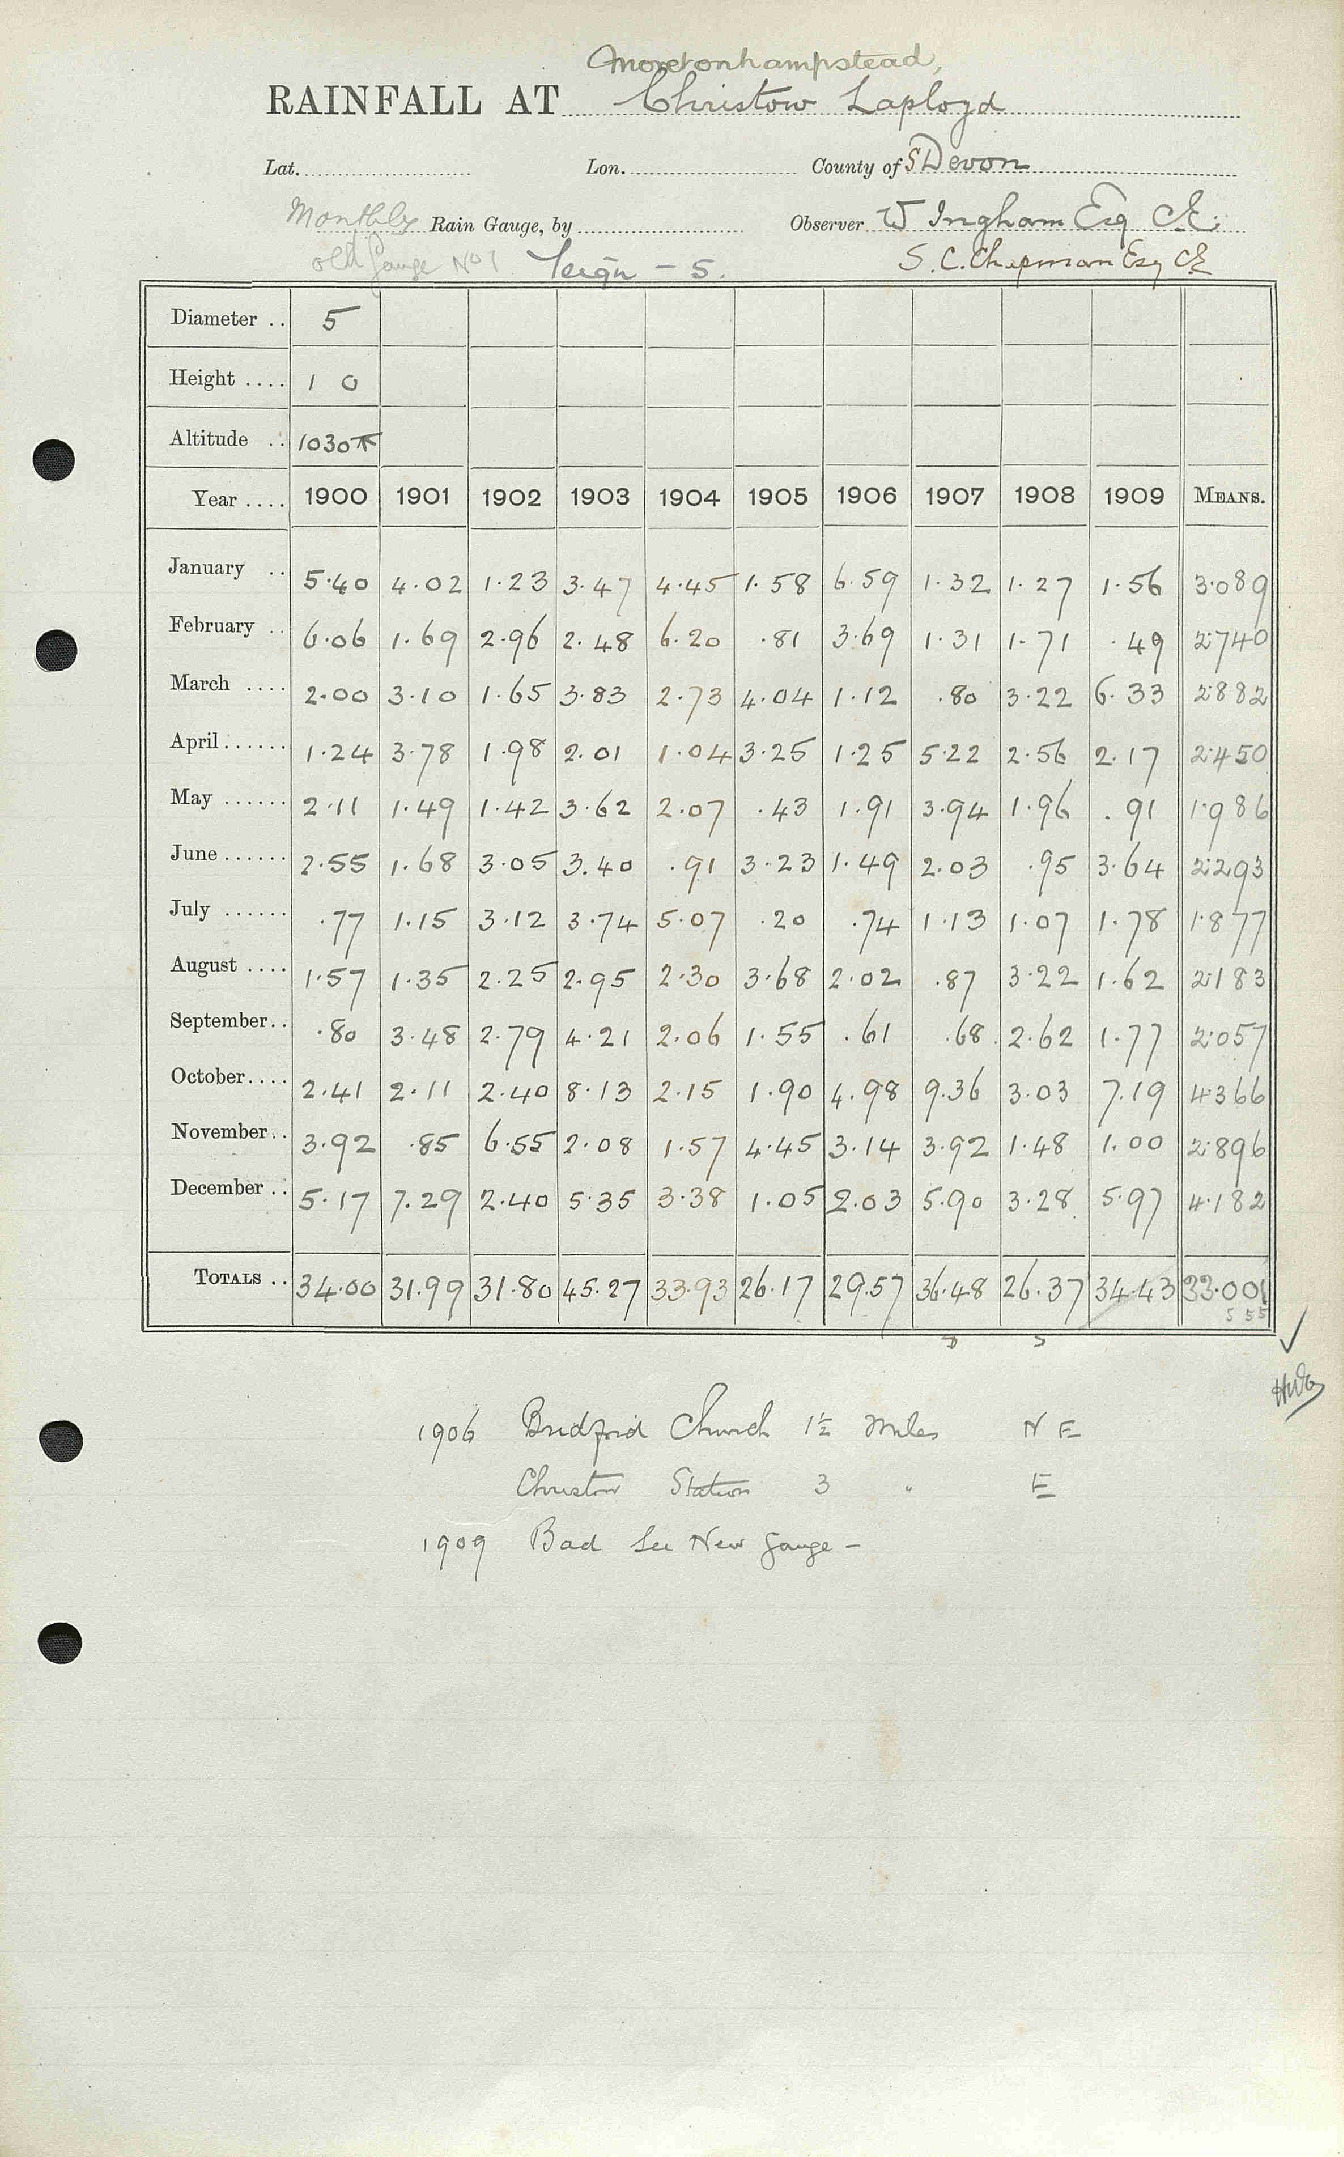 Moretonhampstead,
RAINFALL AT Christow Laployd
Lat. Lon. County of S Devon
Monthly Rain Gauge, by Observer W Ingham Esq C.E.
old Gauge No 1 Teign - 5. S. C. Chapman Esq CE
Diameter .. 5
Height .... 1 0
Altitude .. 1030
Year .... 1900 1901 1902 1903 1904 1905 1906 1907 1908 1909 MEANS.
January .. 5.40 4.02 1.23 3.47 4.45 1.58 6.59 1.32 1.27 1.56 3.089
February .. 6.06 1.69 2.96 2.48 6.20 .81 3.69 1.31 1.71 .49 2.740
March .... 2.00 3.10 1.65 3.83 2.73 4.04 1.12 .80 3.22 6.33 2.882
April ...... 1.24 3.78 1.98 2.01 1.04 3.25 1.25 5.22 2.56 2.17 2.450
May ...... 2.11 1.49 1.42 3.62 2.07 .43 1.91 3.94 1.96 .91 1.986
June ...... 2.55 1.68 3.05 3.40 .91 3.23 1.49 2.03 .95 3.64 2.293
July ...... .77 1.15 3.12 3.74 5.07 .20 .74 1.13 1.07 1.78 1.877
August .... 1.57 1.35 2.25 2.95 2.30 3.68 2.02 .87 3.22 1.62 2.183
September .. .80 3.48 2.79 4.21 2.06 1.55 .61 .68 2.62 1.77 2.057
October .... 2.41 2.11 2.40 8.13 2.15 1.90 4.98 9.36 3.03 7.19 4.366
November .. 3.92 .85 6.55 2.08 1.57 4.45 3.14 3.92 1.48 1.00 2.896
December .. 5.17 7.29 2.40 5.35 3.38 1.05 2.03 5.90 3.28 5.97 4.182
TOTALS .. 34.00 31.99 31.80 45.27 33.93 26.17 29.57 36.48 26.37 34.43 33.001
1906 Bridford Church 1½ Miles N E
Christow Station 3 " E
1909 Bad See New Gauge -